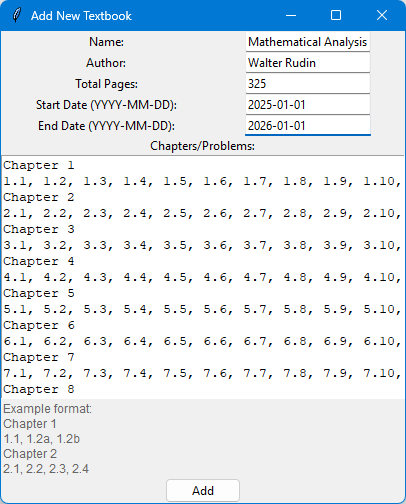 Add New Textbook
Name: Mathematical Analysis
Author: Walter Rudin
Total Pages: 325
Start Date (YYYY-MM-DD): 2025-01-01
End Date (YYYY-MM-DD): 2026-01-01
Chapters/Problems:
Chapter 1
1.1, 1.2, 1.3, 1.4, 1.5, 1.6, 1.7, 1.8, 1.9, 1.10,
Chapter 2
2.1, 2.2, 2.3, 2.4, 2.5, 2.6, 2.7, 2.8, 2.9, 2.10,
Chapter 3
3.1, 3.2, 3.3, 3.4, 3.5, 3.6, 3.7, 3.8, 3.9, 3.10,
Chapter 4
4.1, 4.2, 4.3, 4.4, 4.5, 4.6, 4.7, 4.8, 4.9, 4.10,
Chapter 5
5.1, 5.2, 5.3, 5.4, 5.5, 5.6, 5.7, 5.8, 5.9, 5.10,
Chapter 6
6.1, 6.2, 6.3, 6.4, 6.5, 6.6, 6.7, 6.8, 6.9, 6.10,
Chapter 7
7.1, 7.2, 7.3, 7.4, 7.5, 7.6, 7.7, 7.8, 7.9, 7.10,
Chapter 8
Example format:
Chapter 1
1.1, 1.2a, 1.2b
Chapter 2
2.1, 2.2, 2.3, 2.4
Add